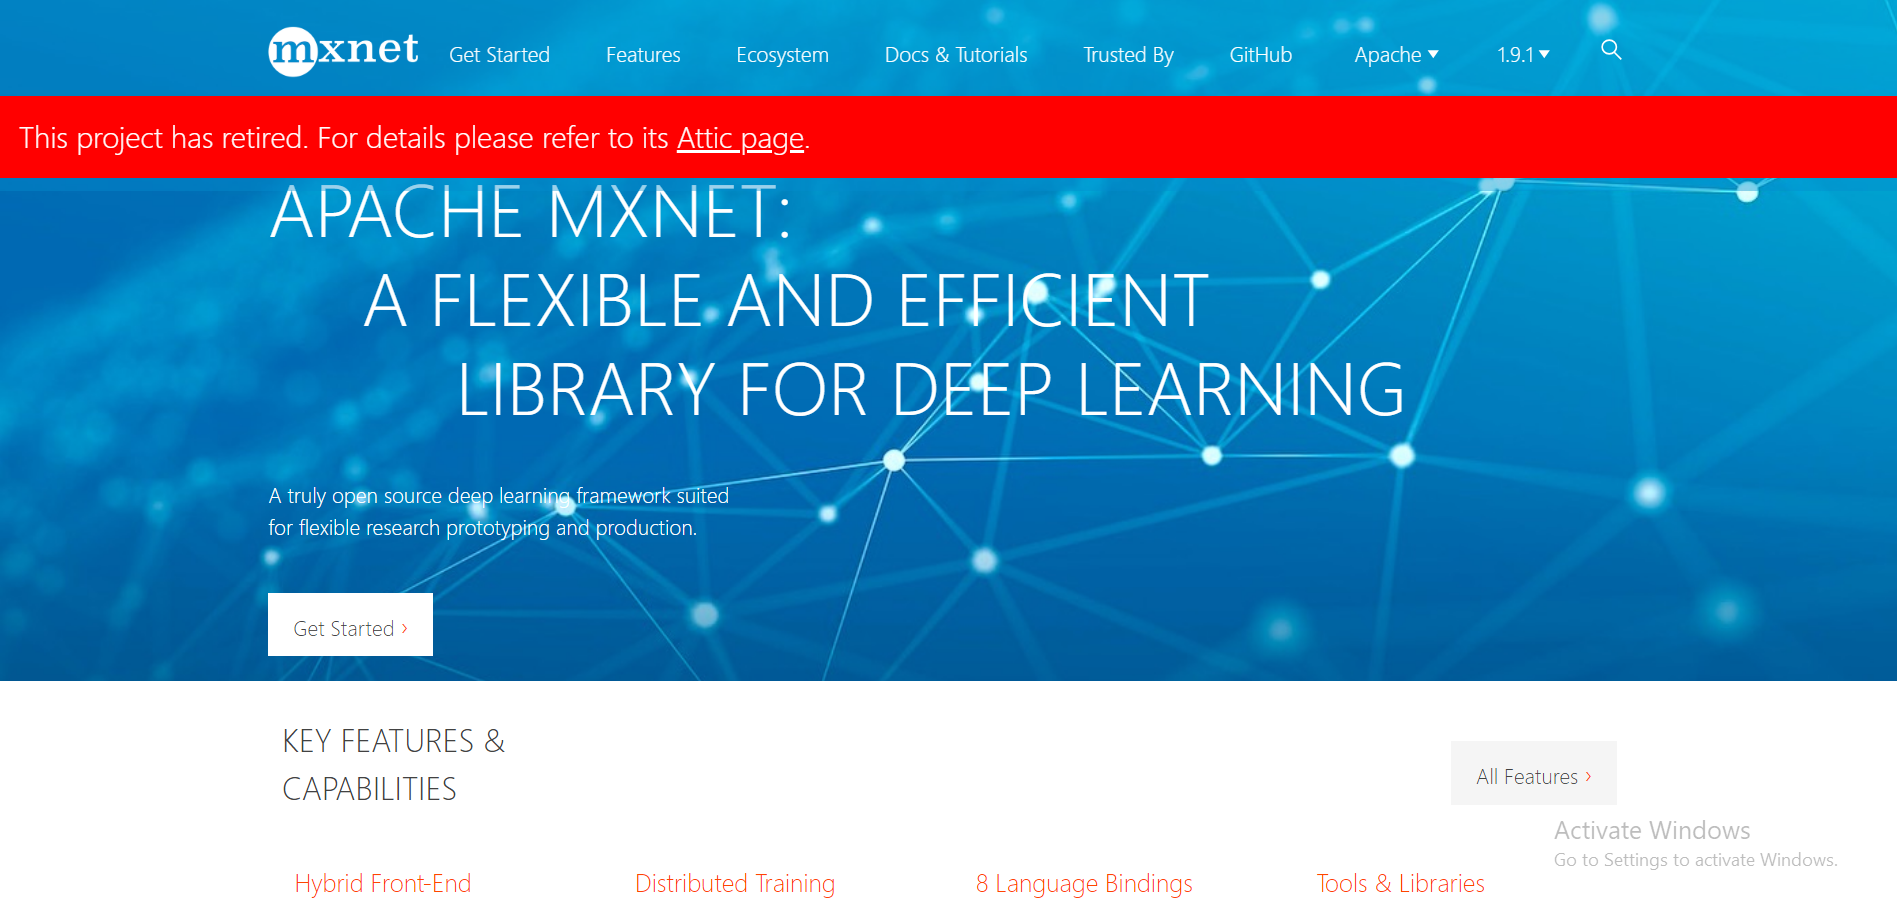 mxnet
Get Started
Features
Ecosystem
Docs & Tutorials
Trusted By
GitHub
Apache
1.9.1
This project has retired. For details please refer to its Attic page.
APACHE MXNET:
A FLEXIBLE AND EFFICIENT
LIBRARY FOR DEEP LEARNING
A truly open source deep learning framework suited
for flexible research prototyping and production.
Get Started ›
KEY FEATURES &
CAPABILITIES
All Features ›
Activate Windows
Go to Settings to activate Windows.
Hybrid Front-End
Distributed Training
8 Language Bindings
Tools & Libraries